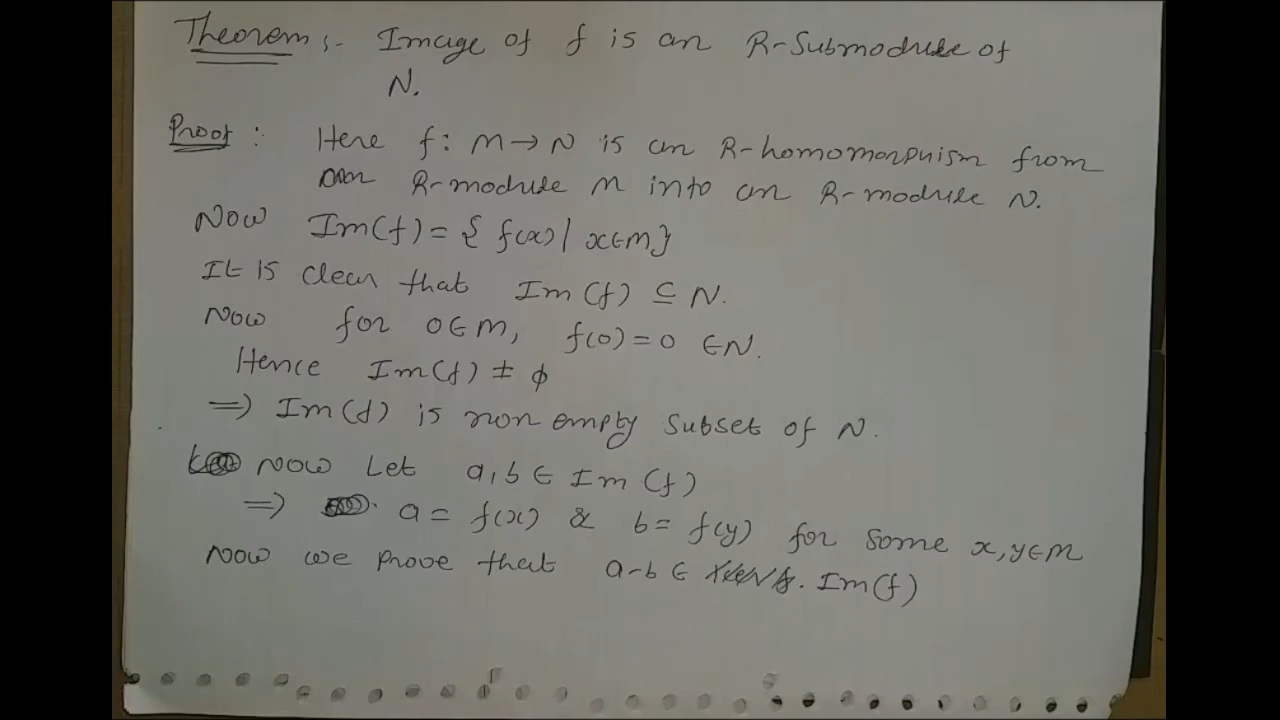 Theorem :- Image of f is an R-Submodule of
N.
Proof : Here f: M → N is an R-homomorphism from
an R-module M into an R-module N.
Now Im(f) = { f(x) | x∈M}
It is clear that Im(f) ⊆ N.
Now for 0∈M, f(0)=0 ∈N.
Hence Im(f) ≠ φ
⇒ Im(f) is non empty subset of N.
Now Let a,b ∈ Im(f)
⇒ a = f(x) & b = f(y) for some x,y∈M
Now we prove that a-b ∈ Im(f)